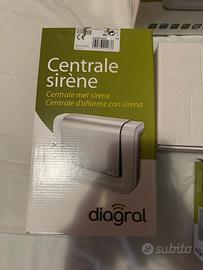 Centrale
sirène
Centrale met sirene
Centrale d'allarme con sirena
diagral
subito